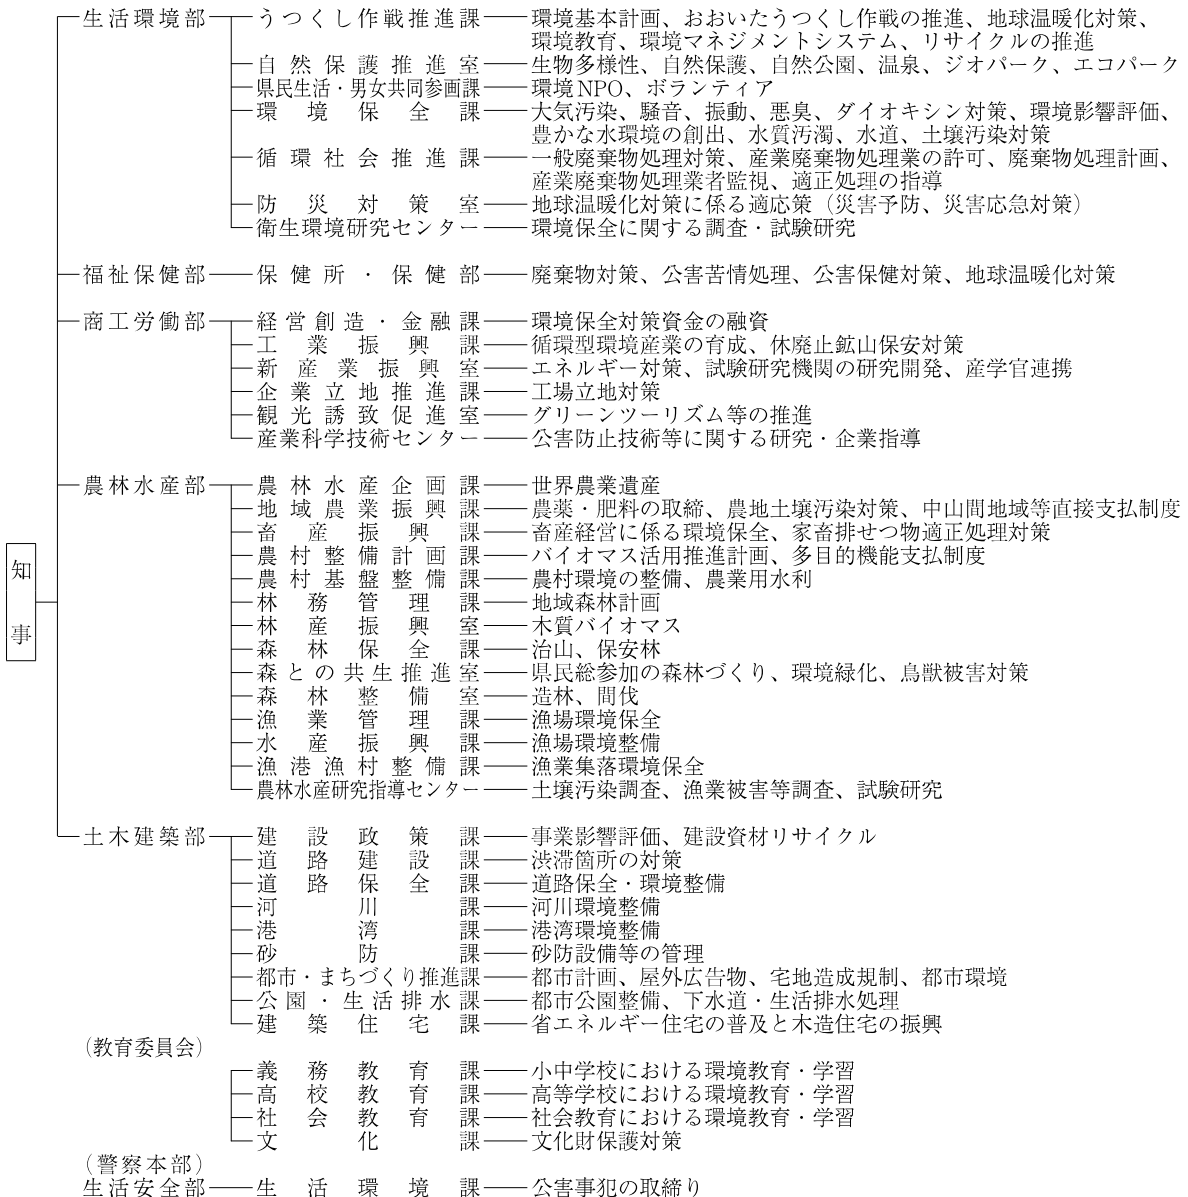 生活環境部 うつくし作戦推進課 環境基本計画、おおいたうつくし作戦の推進、地球温暖化対策、
環境教育、環境マネジメントシステム、リサイクルの推進
自然保護推進室 生物多様性、自然保護、自然公園、温泉、ジオパーク、エコパーク
県民生活・男女共同参画課 環境NPO、ボランティア
環境保全課 大気汚染、騒音、振動、悪臭、ダイオキシン対策、環境影響評価、
豊かな水環境の創出、水質汚濁、水道、土壌汚染対策
循環社会推進課 一般廃棄物処理対策、産業廃棄物処理業の許可、廃棄物処理計画、
産業廃棄物処理業者監視、適正処理の指導
防災対策室 地球温暖化対策に係る適応策（災害予防、災害応急対策）
衛生環境研究センター 環境保全に関する調査・試験研究
福祉保健部 保健所・保健部 廃棄物対策、公害苦情処理、公害保健対策、地球温暖化対策
商工労働部 経営創造・金融課 環境保全対策資金の融資
工業振興課 循環型環境産業の育成、休廃止鉱山保安対策
新産業振興室 エネルギー対策、試験研究機関の研究開発、産学官連携
企業立地推進課 工場立地対策
観光誘致促進室 グリーンツーリズム等の推進
産業科学技術センター 公害防止技術等に関する研究・企業指導
農林水産部 農林水産企画課 世界農業遺産
地域農業振興課 農薬・肥料の取締、農地土壌汚染対策、中山間地域等直接支払制度
畜産振興課 畜産経営に係る環境保全、家畜排せつ物適正処理対策
農村整備計画課 バイオマス活用推進計画、多目的機能支払制度
農村基盤整備課 農村環境の整備、農業用水利
林務管理課 地域森林計画
林産振興室 木質バイオマス
森林保全課 治山、保安林
森との共生推進室 県民総参加の森林づくり、環境緑化、鳥獣被害対策
森林整備室 造林、間伐
漁業管理課 漁場環境保全
水産振興課 漁場環境整備
漁港漁村整備課 漁業集落環境保全
農林水産研究指導センター 土壌汚染調査、漁業被害等調査、試験研究
知事
土木建築部 建設政策課 事業影響評価、建設資材リサイクル
道路建設課 渋滞箇所の対策
道路保全課 道路保全・環境整備
河川課 河川環境整備
港湾課 港湾環境整備
砂防課 砂防設備等の管理
都市・まちづくり推進課 都市計画、屋外広告物、宅地造成規制、都市環境
公園・生活排水課 都市公園整備、下水道・生活排水処理
建築住宅課 省エネルギー住宅の普及と木造住宅の振興
（教育委員会）
義務教育課 小中学校における環境教育・学習
高校教育課 高等学校における環境教育・学習
社会教育課 社会教育における環境教育・学習
文化課 文化財保護対策
（警察本部）
生活安全部 生活環境課 公害事犯の取締り